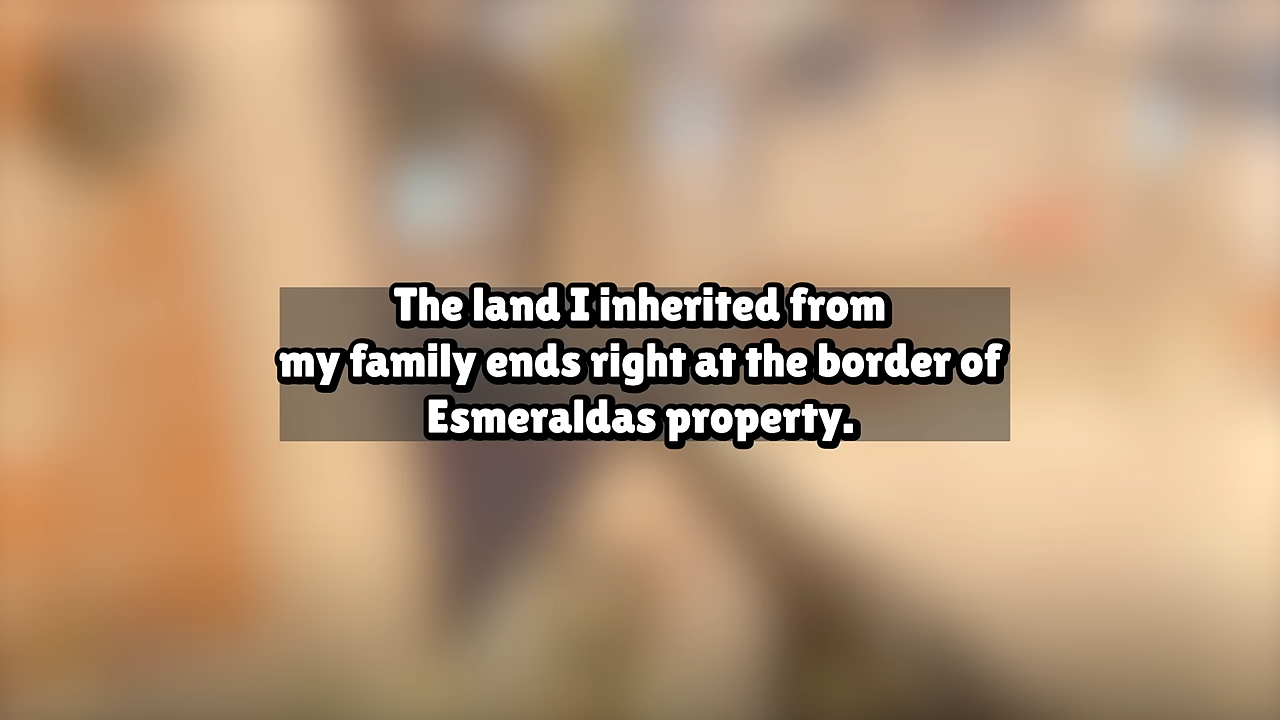 The land I inherited from
my family ends right at the border of
Esmeraldas property.